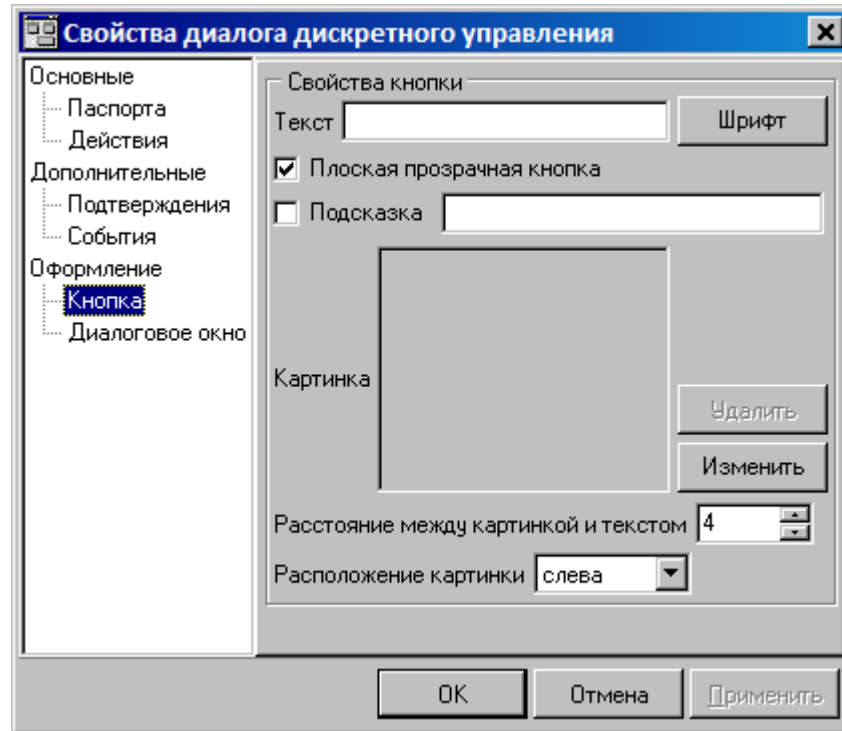 Свойства диалога дискретного управления
Основные
Паспорта
Действия
Дополнительные
Подтверждения
События
Оформление
Кнопка
Диалоговое окно
Свойства кнопки
Текст Шрифт
Плоская прозрачная кнопка
Подсказка
Картинка
Удалить
Изменить
Расстояние между картинкой и текстом 4
Расположение картинки слева
OK Отмена Применить